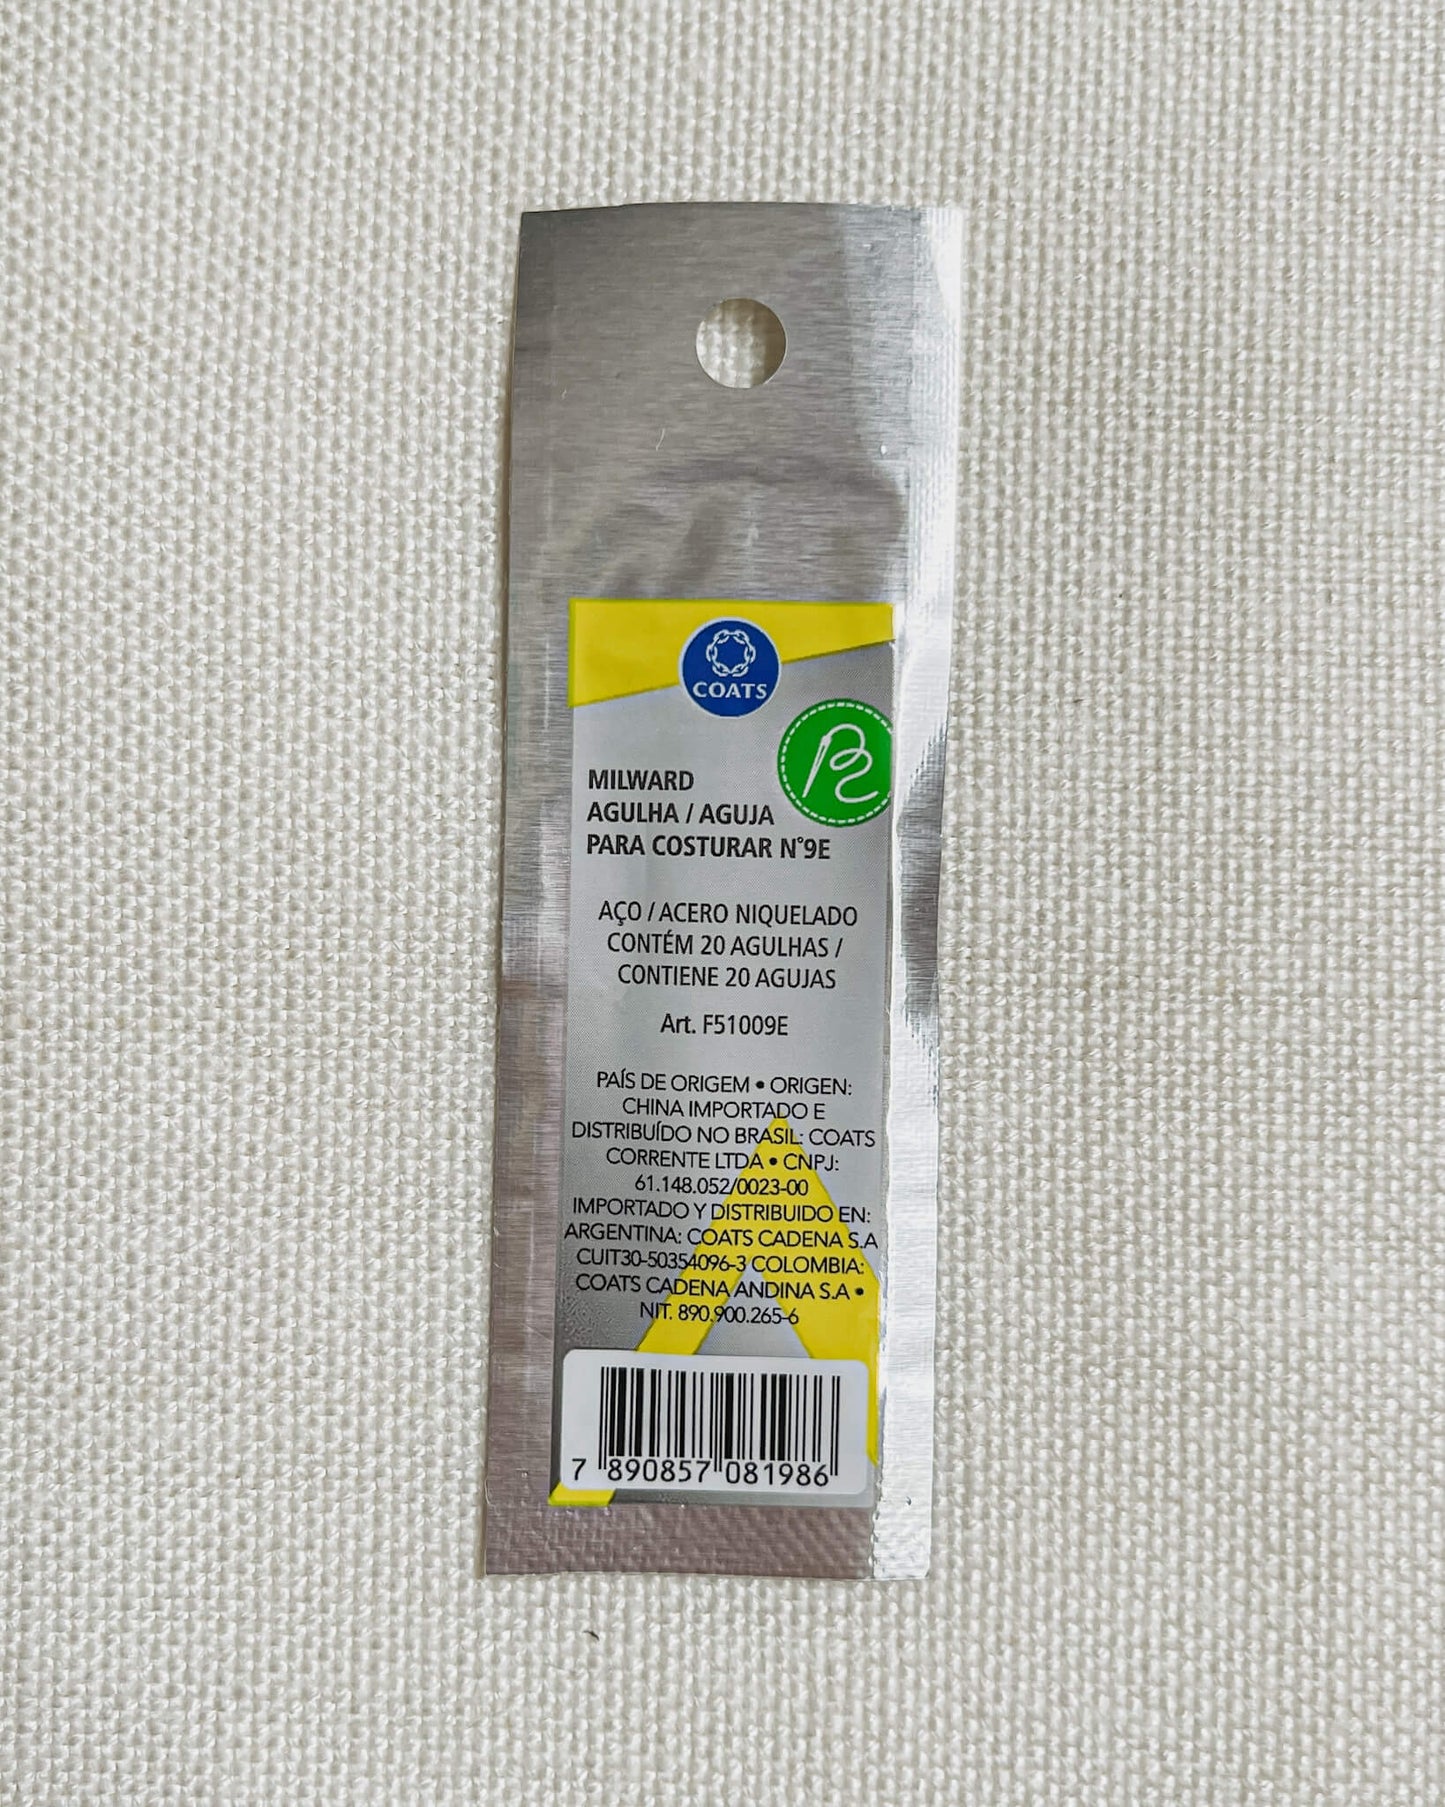 COATS
MILWARD
AGULHA / AGUJA
PARA COSTURAR N°9E
AÇO / ACERO NIQUELADO
CONTÉM 20 AGULHAS /
CONTIENE 20 AGUJAS
Art. F51009E
PAÍS DE ORIGEM • ORIGEN:
CHINA IMPORTADO E
DISTRIBUÍDO NO BRASIL: COATS
CORRENTE LTDA • CNPJ:
61.148.052/0023-00
IMPORTADO Y DISTRIBUIDO EN:
ARGENTINA: COATS CADENA S.A
CUIT30-50354096-3 COLOMBIA:
COATS CADENA ANDINA S.A •
NIT. 890.900.265-6
7 890857 081986